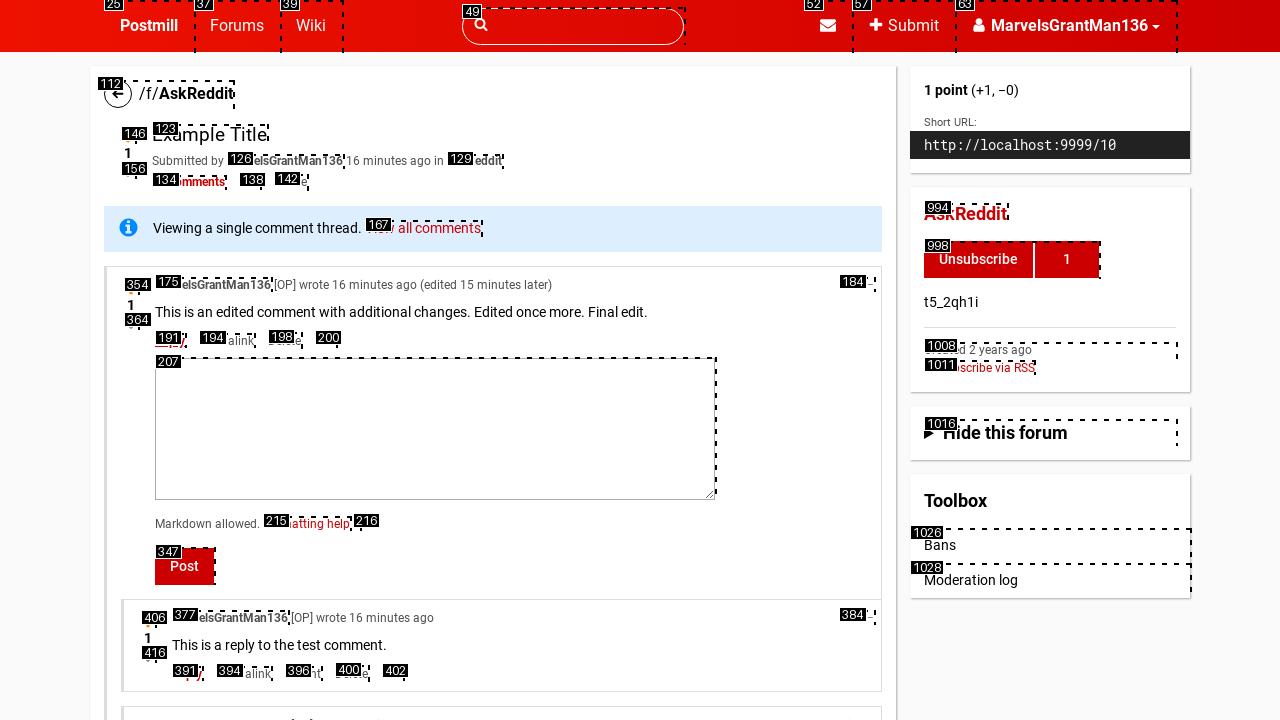 25 37 39 49 52 57 63
Postmill Forums Wiki Submit MarvelsGrantMan136
112
/f/AskReddit
123
Example Title
146
1
156
Submitted by 126 elsGrantMan136 16 minutes ago in 129 eddit
134 mments 138 142 e
Viewing a single comment thread. 167 all comments
354
1
364
175 elsGrantMan136 [OP] wrote 16 minutes ago (edited 15 minutes later) 184
This is an edited comment with additional changes. Edited once more. Final edit.
191 194 alink 198 200
207
Markdown allowed. 215 atting help 216
347
Post
406
1
416
377 elsGrantMan136 [OP] wrote 16 minutes ago 384
This is a reply to the test comment.
391 394 alink 396 nt 400 402
1 point (+1, −0)
Short URL:
http://localhost:9999/10
994
AskReddit
998
Unsubscribe 1
t5_2qh1i
1008 d 2 years ago
1011 scribe via RSS
1016
Hide this forum
Toolbox
1026
Bans
1028
Moderation log